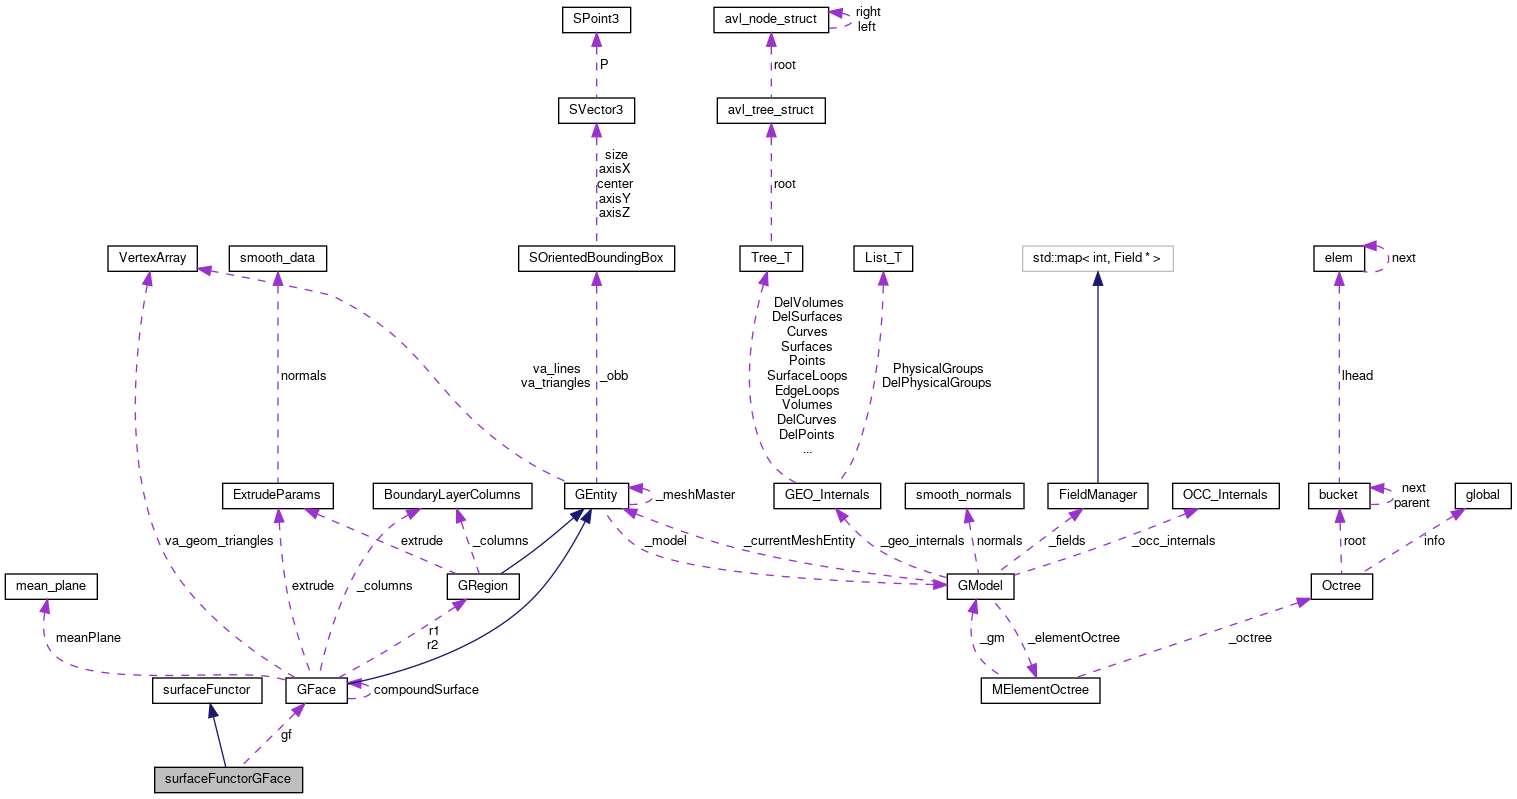 SPoint3
avl_node_struct
right
left
P
root
SVector3
avl_tree_struct
size
axisX
center
axisY
axisZ
root
VertexArray
smooth_data
SOrientedBoundingBox
Tree_T
List_T
std::map< int, Field * >
elem
next
DelVolumes
DelSurfaces
Curves
Surfaces
Points
SurfaceLoops
EdgeLoops
Volumes
DelCurves
DelPoints
...
normals
va_lines
va_triangles
_obb
PhysicalGroups
DelPhysicalGroups
lhead
ExtrudeParams
BoundaryLayerColumns
GEntity
_meshMaster
GEO_Internals
smooth_normals
FieldManager
OCC_Internals
bucket
next
parent
global
va_geom_triangles
extrude
_columns
_model
_currentMeshEntity
_geo_internals
normals
_fields
_occ_internals
root
info
mean_plane
extrude
_columns
GRegion
GModel
Octree
meanPlane
r1
r2
_gm
_elementOctree
_octree
surfaceFunctor
GFace
compoundSurface
MElementOctree
gf
surfaceFunctorGFace